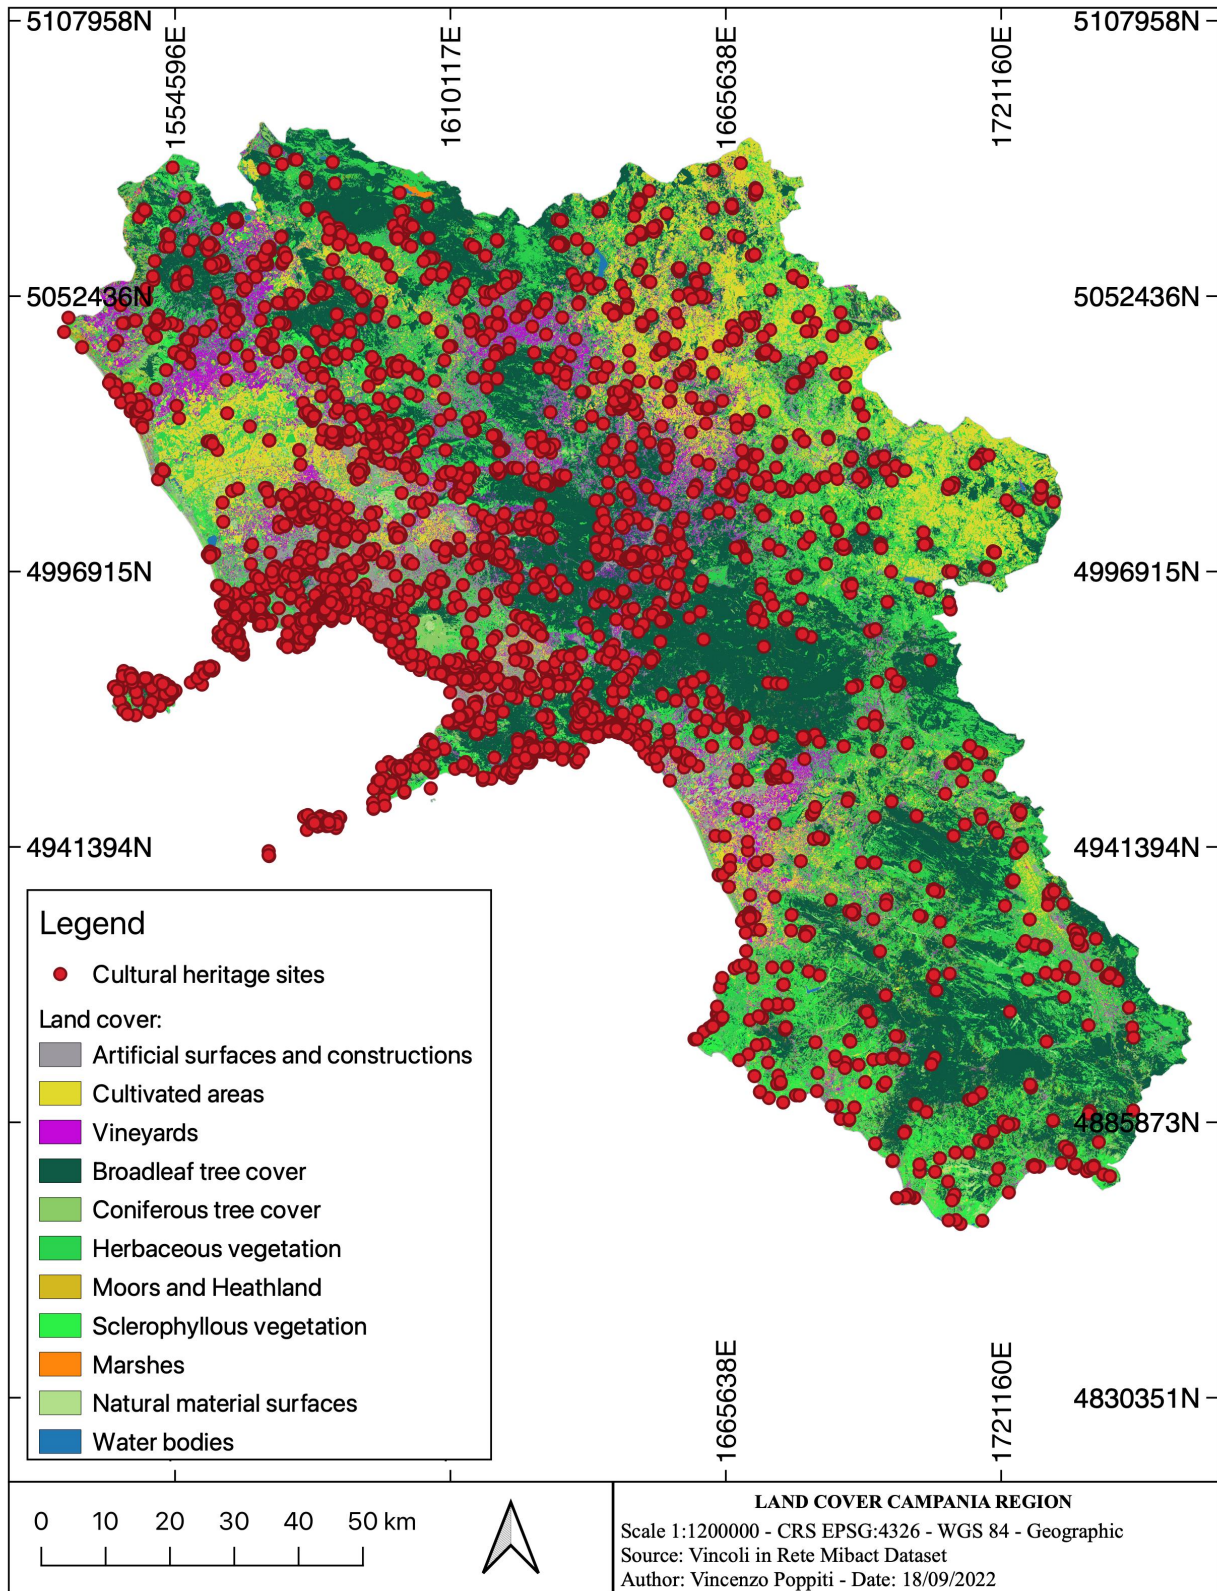 5107958N
5107958N
1554596E
1610117E
1665638E
1721160E
5052436N
5052436N
4996915N
4996915N
4941394N
4941394N
Legend
Cultural heritage sites
Land cover:
Artificial surfaces and constructions
Cultivated areas
Vineyards
Broadleaf tree cover
Coniferous tree cover
Herbaceous vegetation
Moors and Heathland
Sclerophyllous vegetation
Marshes
Natural material surfaces
Water bodies
4885873N
1665638E
1721160E
4830351N
0 10 20 30 40 50 km
LAND COVER CAMPANIA REGION
Scale 1:1200000 - CRS EPSG:4326 - WGS 84 - Geographic
Source: Vincoli in Rete Mibact Dataset
Author: Vincenzo Poppiti - Date: 18/09/2022